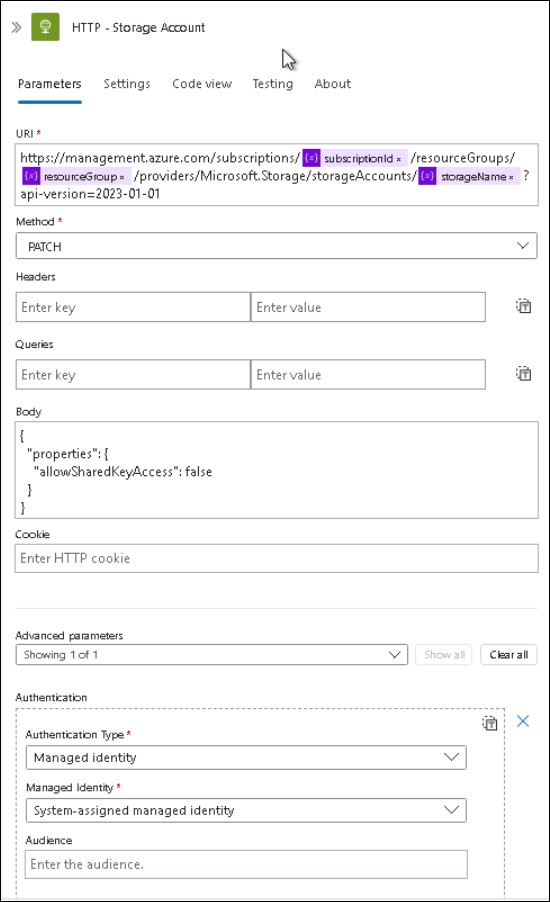 HTTP - Storage Account
Parameters Settings Code view Testing About
URI *
https://management.azure.com/subscriptions/ {x} subscriptionId × /resourceGroups/
{x} resourceGroup × /providers/Microsoft.Storage/storageAccounts/ {x} storageName × ?
api-version=2023-01-01
Method *
PATCH
Headers
Enter key Enter value
Queries
Enter key Enter value
Body
{
"properties": {
"allowSharedKeyAccess": false
}
}
Cookie
Enter HTTP cookie
Advanced parameters
Showing 1 of 1 Show all Clear all
Authentication
Authentication Type *
Managed identity
Managed Identity *
System-assigned managed identity
Audience
Enter the audience.